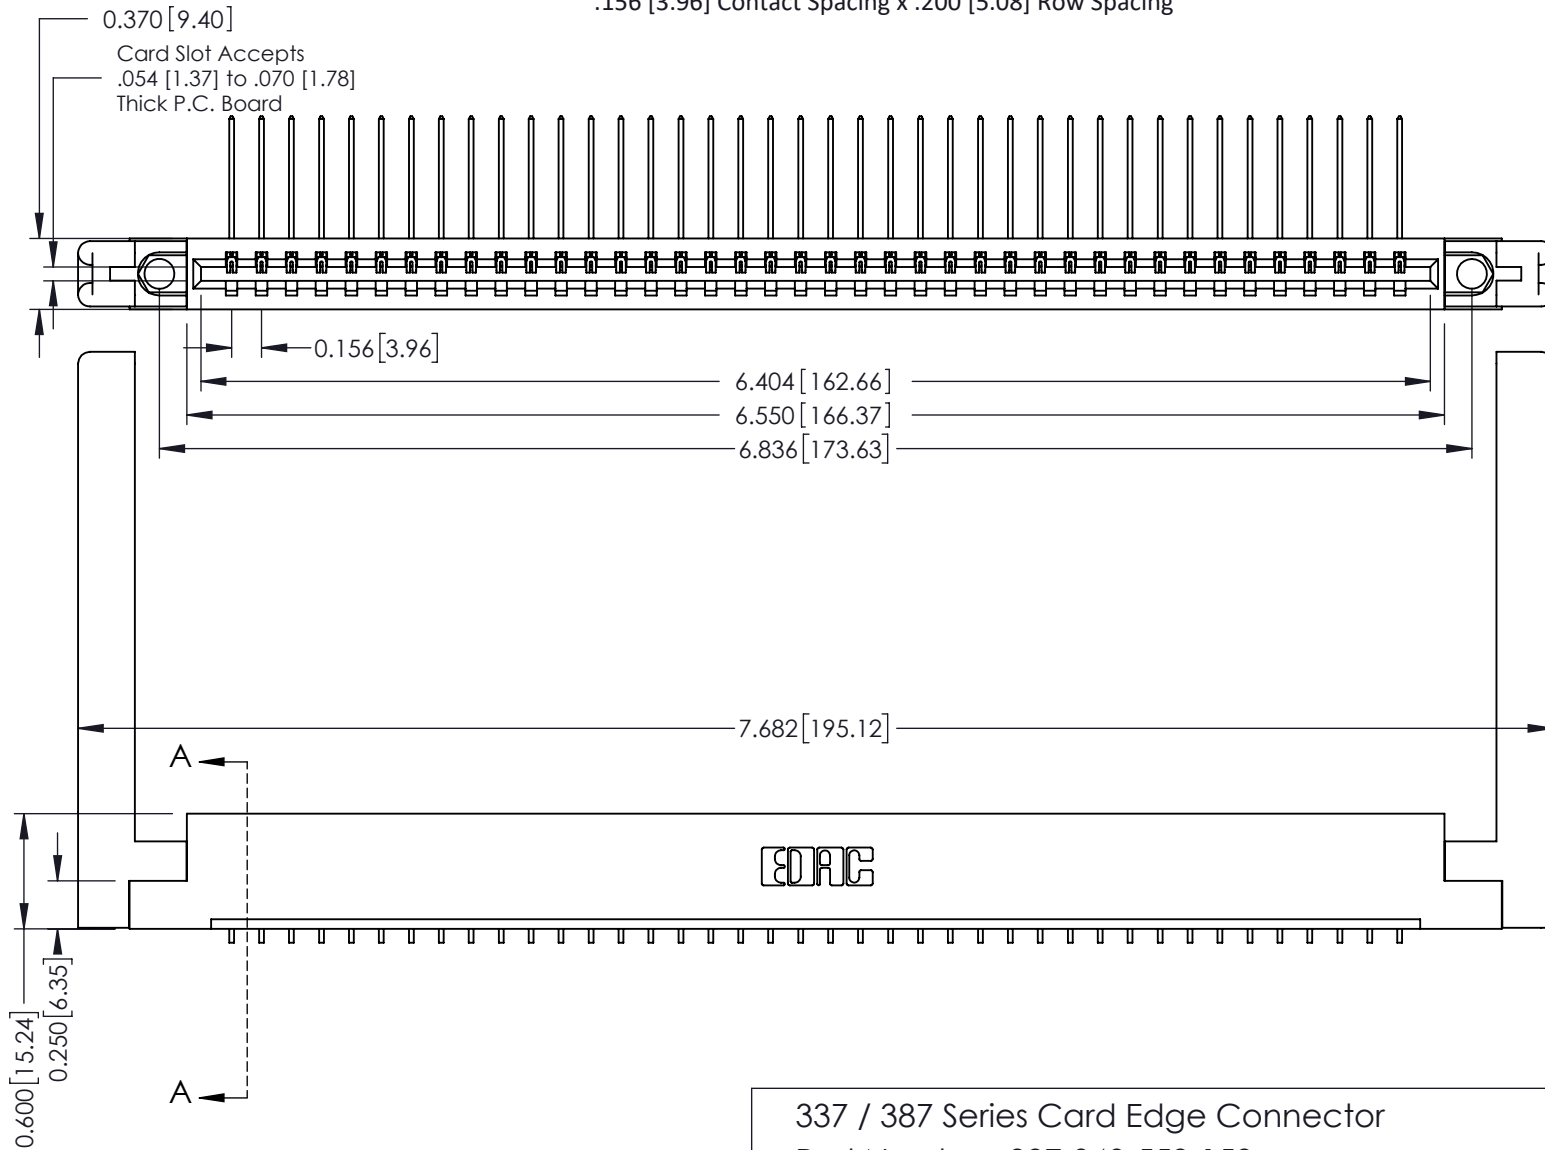 .156 [3.96] Contact Spacing x .200 [5.08] Row Spacing
0.370 [9.40]
Card Slot Accepts
.054 [1.37] to .070 [1.78]
Thick P.C. Board
0.156 [3.96]
6.404 [162.66]
6.550 [166.37]
6.836 [173.63]
7.682 [195.12]
A
EDAC
0.600 [15.24]
0.250 [6.35]
A
337 / 387 Series Card Edge Connector